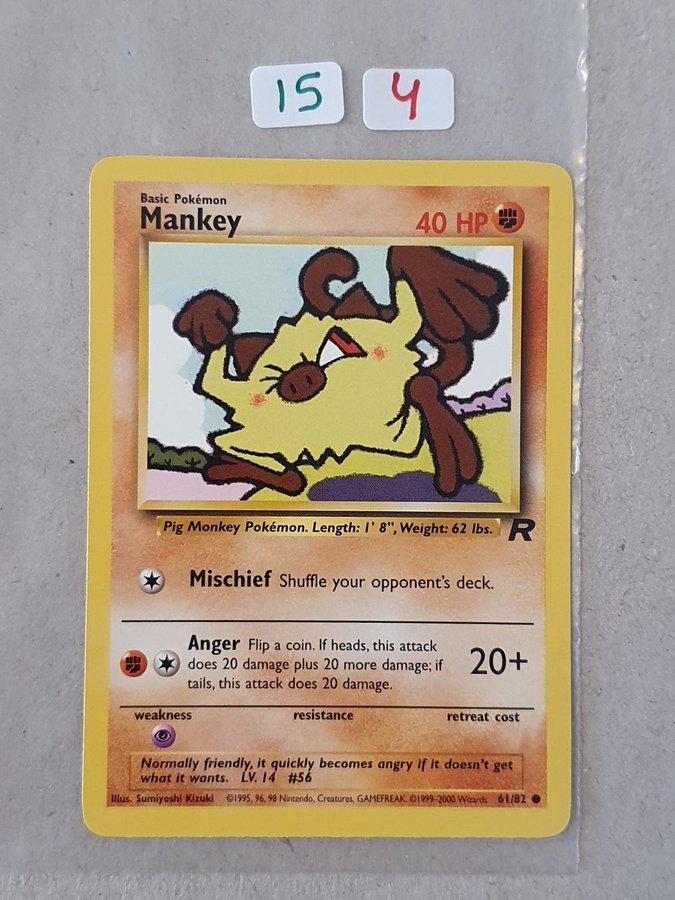 15 4
Basic Pokémon
Mankey 40 HP
Pig Monkey Pokémon. Length: 1' 8", Weight: 62 lbs. R
Mischief Shuffle your opponent's deck.
Anger Flip a coin. If heads, this attack
does 20 damage plus 20 more damage; if
tails, this attack does 20 damage.
20+
weakness resistance retreat cost
Normally friendly, it quickly becomes angry if it doesn't get
what it wants. LV. 14 #56
Illus. Sumiyoshi Kizuki ©1995, 96, 98 Nintendo, Creatures, GAMEFREAK. ©1999-2000 Wizards. 61/82